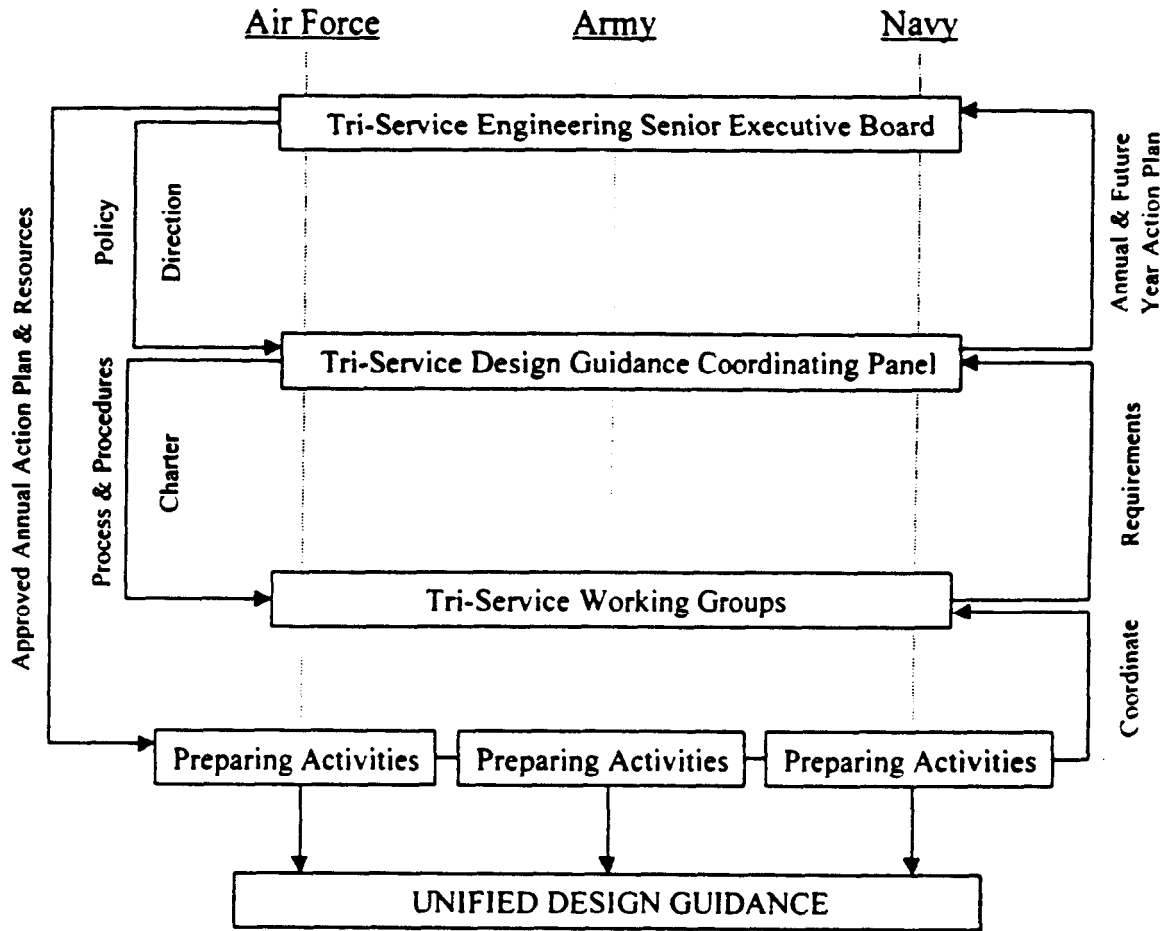 Air Force
Army
Navy
Tri-Service Engineering Senior Executive Board
Approved Annual Action Plan & Resources
Policy
Direction
Annual & Future
Year Action Plan
Tri-Service Design Guidance Coordinating Panel
Process & Procedures
Charter
Requirements
Tri-Service Working Groups
Coordinate
Preparing Activities
Preparing Activities
Preparing Activities
UNIFIED DESIGN GUIDANCE